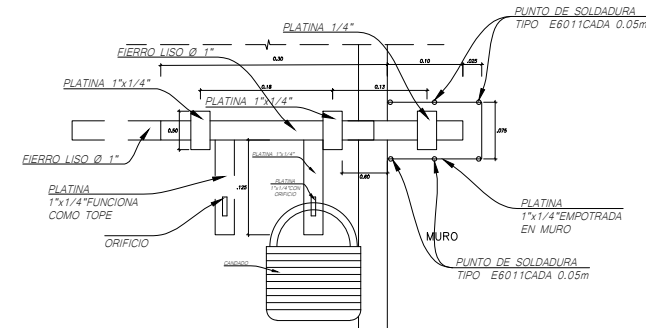 PUNTO DE SOLDADURA
TIPO E6011CADA 0.05m
PLATINA 1/4"
FIERRO LISO Ø 1"
0.30
0.10
.025
PLATINA 1"x1/4"
0.18
0.13
PLATINA 1"x1/4"
0.50
.075
FIERRO LISO Ø 1"
PLATINA 1"x1/4"
PLATINA
1"x1/4"FUNCIONA
COMO TOPE
.125
PLATINA
1"x1/4"CON
ORIFICIO
0.60
PLATINA
1"x1/4"EMPOTRADA
EN MURO
ORIFICIO
MURO
CANDADO
PUNTO DE SOLDADURA
TIPO E6011CADA 0.05m